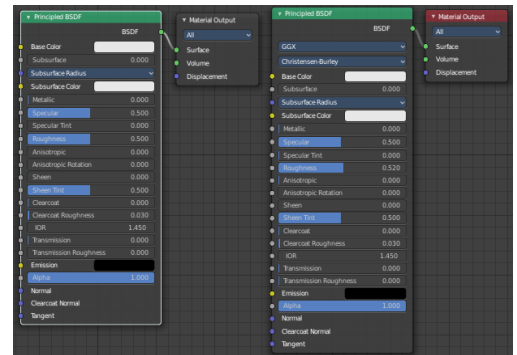 Principled BSDF
BSDF
Base Color
Subsurface 0.000
Subsurface Radius
Subsurface Color
Metallic 0.000
Specular 0.500
Specular Tint 0.000
Roughness 0.500
Anisotropic 0.000
Anisotropic Rotation 0.000
Sheen 0.000
Sheen Tint 0.500
Clearcoat 0.000
Clearcoat Roughness 0.030
IOR 1.450
Transmission 0.000
Transmission Roughness 0.000
Emission
Alpha 1.000
Normal
Clearcoat Normal
Tangent
Material Output
All
Surface
Volume
Displacement
Principled BSDF
BSDF
GGX
Christensen-Burley
Base Color
Subsurface 0.000
Subsurface Radius
Subsurface Color
Metallic 0.000
Specular 0.500
Specular Tint 0.000
Roughness 0.520
Anisotropic 0.000
Anisotropic Rotation 0.000
Sheen 0.000
Sheen Tint 0.500
Clearcoat 0.000
Clearcoat Roughness 0.030
IOR 1.450
Transmission 0.000
Transmission Roughness 0.000
Emission
Alpha 1.000
Normal
Clearcoat Normal
Tangent
Material Output
All
Surface
Volume
Displacement